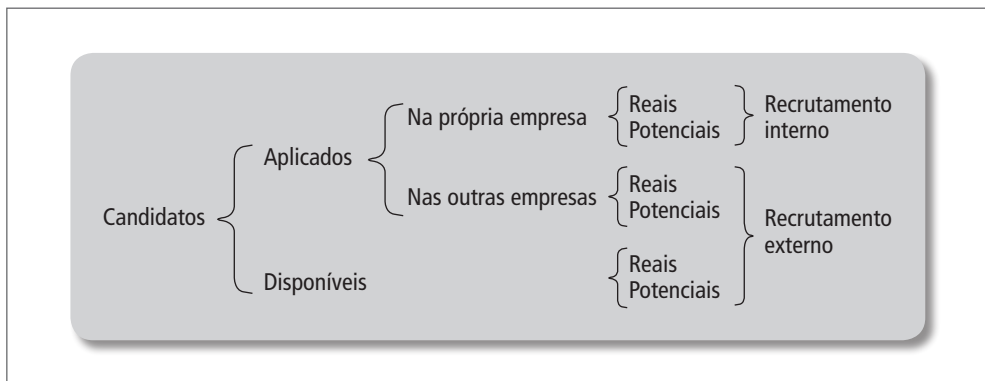 Candidatos
Aplicados
Na própria empresa
Reais
Potenciais
Recrutamento
interno
Nas outras empresas
Reais
Potenciais
Disponíveis
Reais
Potenciais
Recrutamento
externo